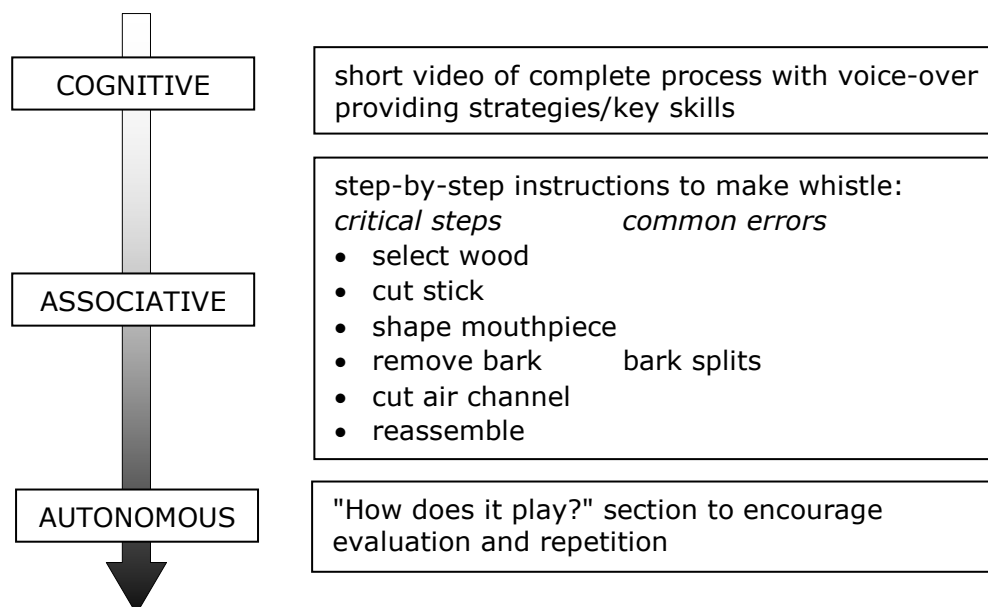 COGNITIVE
short video of complete process with voice-over
providing strategies/key skills
ASSOCIATIVE
step-by-step instructions to make whistle:
critical steps common errors
• select wood
• cut stick
• shape mouthpiece
• remove bark bark splits
• cut air channel
• reassemble
AUTONOMOUS
"How does it play?" section to encourage
evaluation and repetition